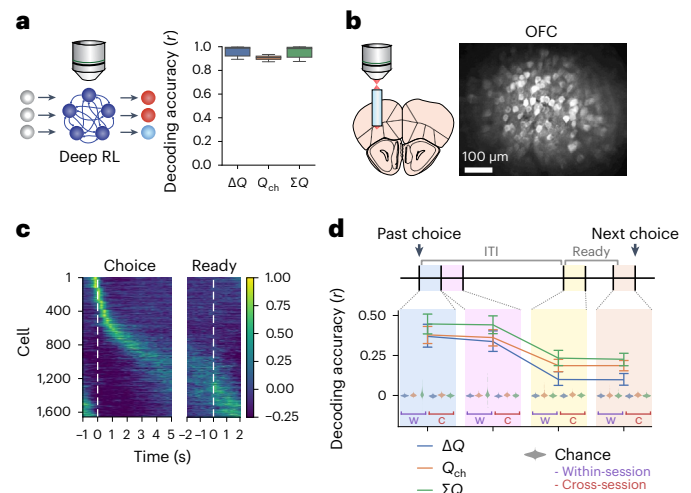 a
Deep RL
Decoding accuracy (r)
1.0
0.8
0.6
0.4
0.2
0.0
ΔQ
Qch
ΣQ
b
OFC
100 µm
c
Choice
Ready
Cell
1
400
800
1,200
1,600
−1 0 1 2 3 4 5
−2 0 2
Time (s)
1.00
0.75
0.50
0.25
0.00
−0.25
d
Past choice
Next choice
ITI
Ready
Decoding accuracy (r)
0.50
0.25
0
W C W C W C W C
ΔQ
Qch
ΣQ
Chance
- Within-session
- Cross-session